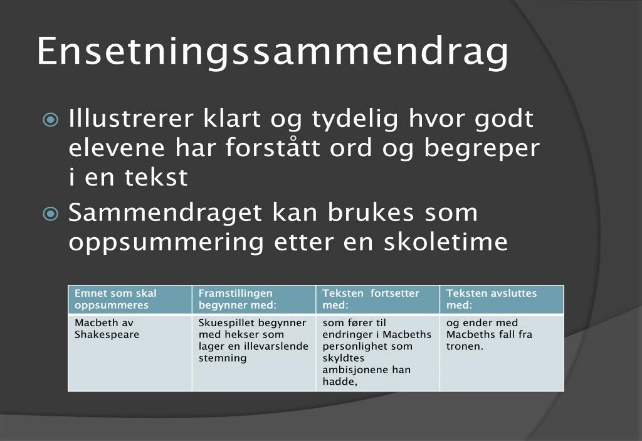 Ensetningssammendrag
Illustrerer klart og tydelig hvor godt
elevene har forstått ord og begreper
i en tekst
Sammendraget kan brukes som
oppsummering etter en skoletime
Emnet som skal
oppsummeres
Framstillingen
begynner med:
Teksten fortsetter
med:
Teksten avsluttes
med:
Macbeth av
Shakespeare
Skuespillet begynner
med hekser som
lager en illevarslende
stemning
som fører til
endringer i Macbeths
personlighet som
skyldtes
ambisjonene han
hadde,
og ender med
Macbeths fall fra
tronen.